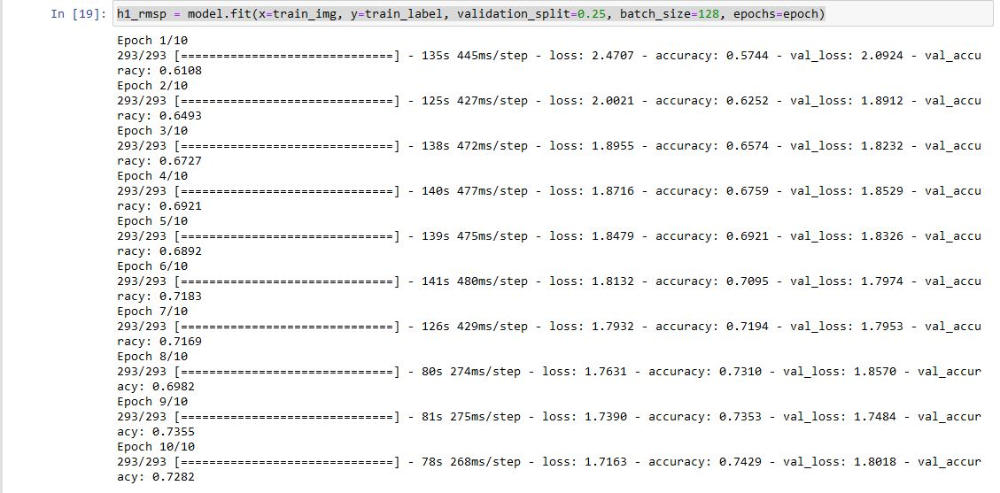 In [19]: h1_rmsp = model.fit(x=train_img, y=train_label, validation_split=0.25, batch_size=128, epochs=epoch)
Epoch 1/10
293/293 [==============================] - 135s 445ms/step - loss: 2.4707 - accuracy: 0.5744 - val_loss: 2.0924 - val_accu
racy: 0.6108
Epoch 2/10
293/293 [==============================] - 125s 427ms/step - loss: 2.0021 - accuracy: 0.6252 - val_loss: 1.8912 - val_accu
racy: 0.6493
Epoch 3/10
293/293 [==============================] - 138s 472ms/step - loss: 1.8955 - accuracy: 0.6574 - val_loss: 1.8232 - val_accu
racy: 0.6727
Epoch 4/10
293/293 [==============================] - 140s 477ms/step - loss: 1.8716 - accuracy: 0.6759 - val_loss: 1.8529 - val_accu
racy: 0.6921
Epoch 5/10
293/293 [==============================] - 139s 475ms/step - loss: 1.8479 - accuracy: 0.6921 - val_loss: 1.8326 - val_accu
racy: 0.6892
Epoch 6/10
293/293 [==============================] - 141s 480ms/step - loss: 1.8132 - accuracy: 0.7095 - val_loss: 1.7974 - val_accu
racy: 0.7183
Epoch 7/10
293/293 [==============================] - 126s 429ms/step - loss: 1.7932 - accuracy: 0.7194 - val_loss: 1.7953 - val_accu
racy: 0.7169
Epoch 8/10
293/293 [==============================] - 80s 274ms/step - loss: 1.7631 - accuracy: 0.7310 - val_loss: 1.8570 - val_accur
acy: 0.6982
Epoch 9/10
293/293 [==============================] - 81s 275ms/step - loss: 1.7390 - accuracy: 0.7353 - val_loss: 1.7484 - val_accur
acy: 0.7355
Epoch 10/10
293/293 [==============================] - 78s 268ms/step - loss: 1.7163 - accuracy: 0.7429 - val_loss: 1.8018 - val_accur
acy: 0.7282